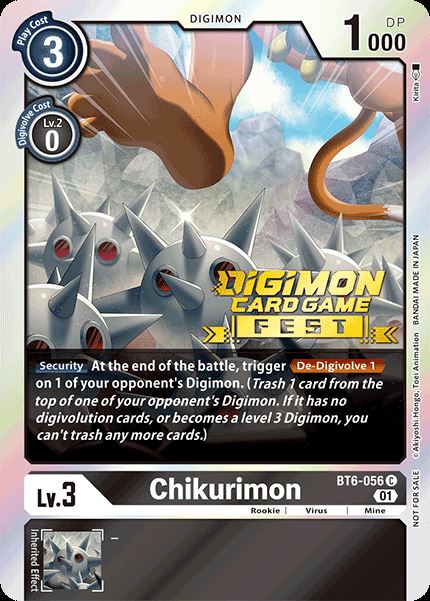 Play Cost
3
DIGIMON
1000
DP
Kirita
Digivolve Cost
Lv.2
0
DIGIMON
CARD GAME
FEST
Security At the end of the battle, trigger De-Digivolve 1
on 1 of your opponent's Digimon. (Trash 1 card from the
top of one of your opponent's Digimon. If it has no
digivolution cards, or becomes a level 3 Digimon, you
can't trash any more cards.)
©Akiyoshi Hongo, Toei Animation BANDAI MADE IN JAPAN
NOT FOR SALE
Lv.3
Chikurimon
BT6-056 C
01
Rookie | Virus | Mine
Inherited Effect
–